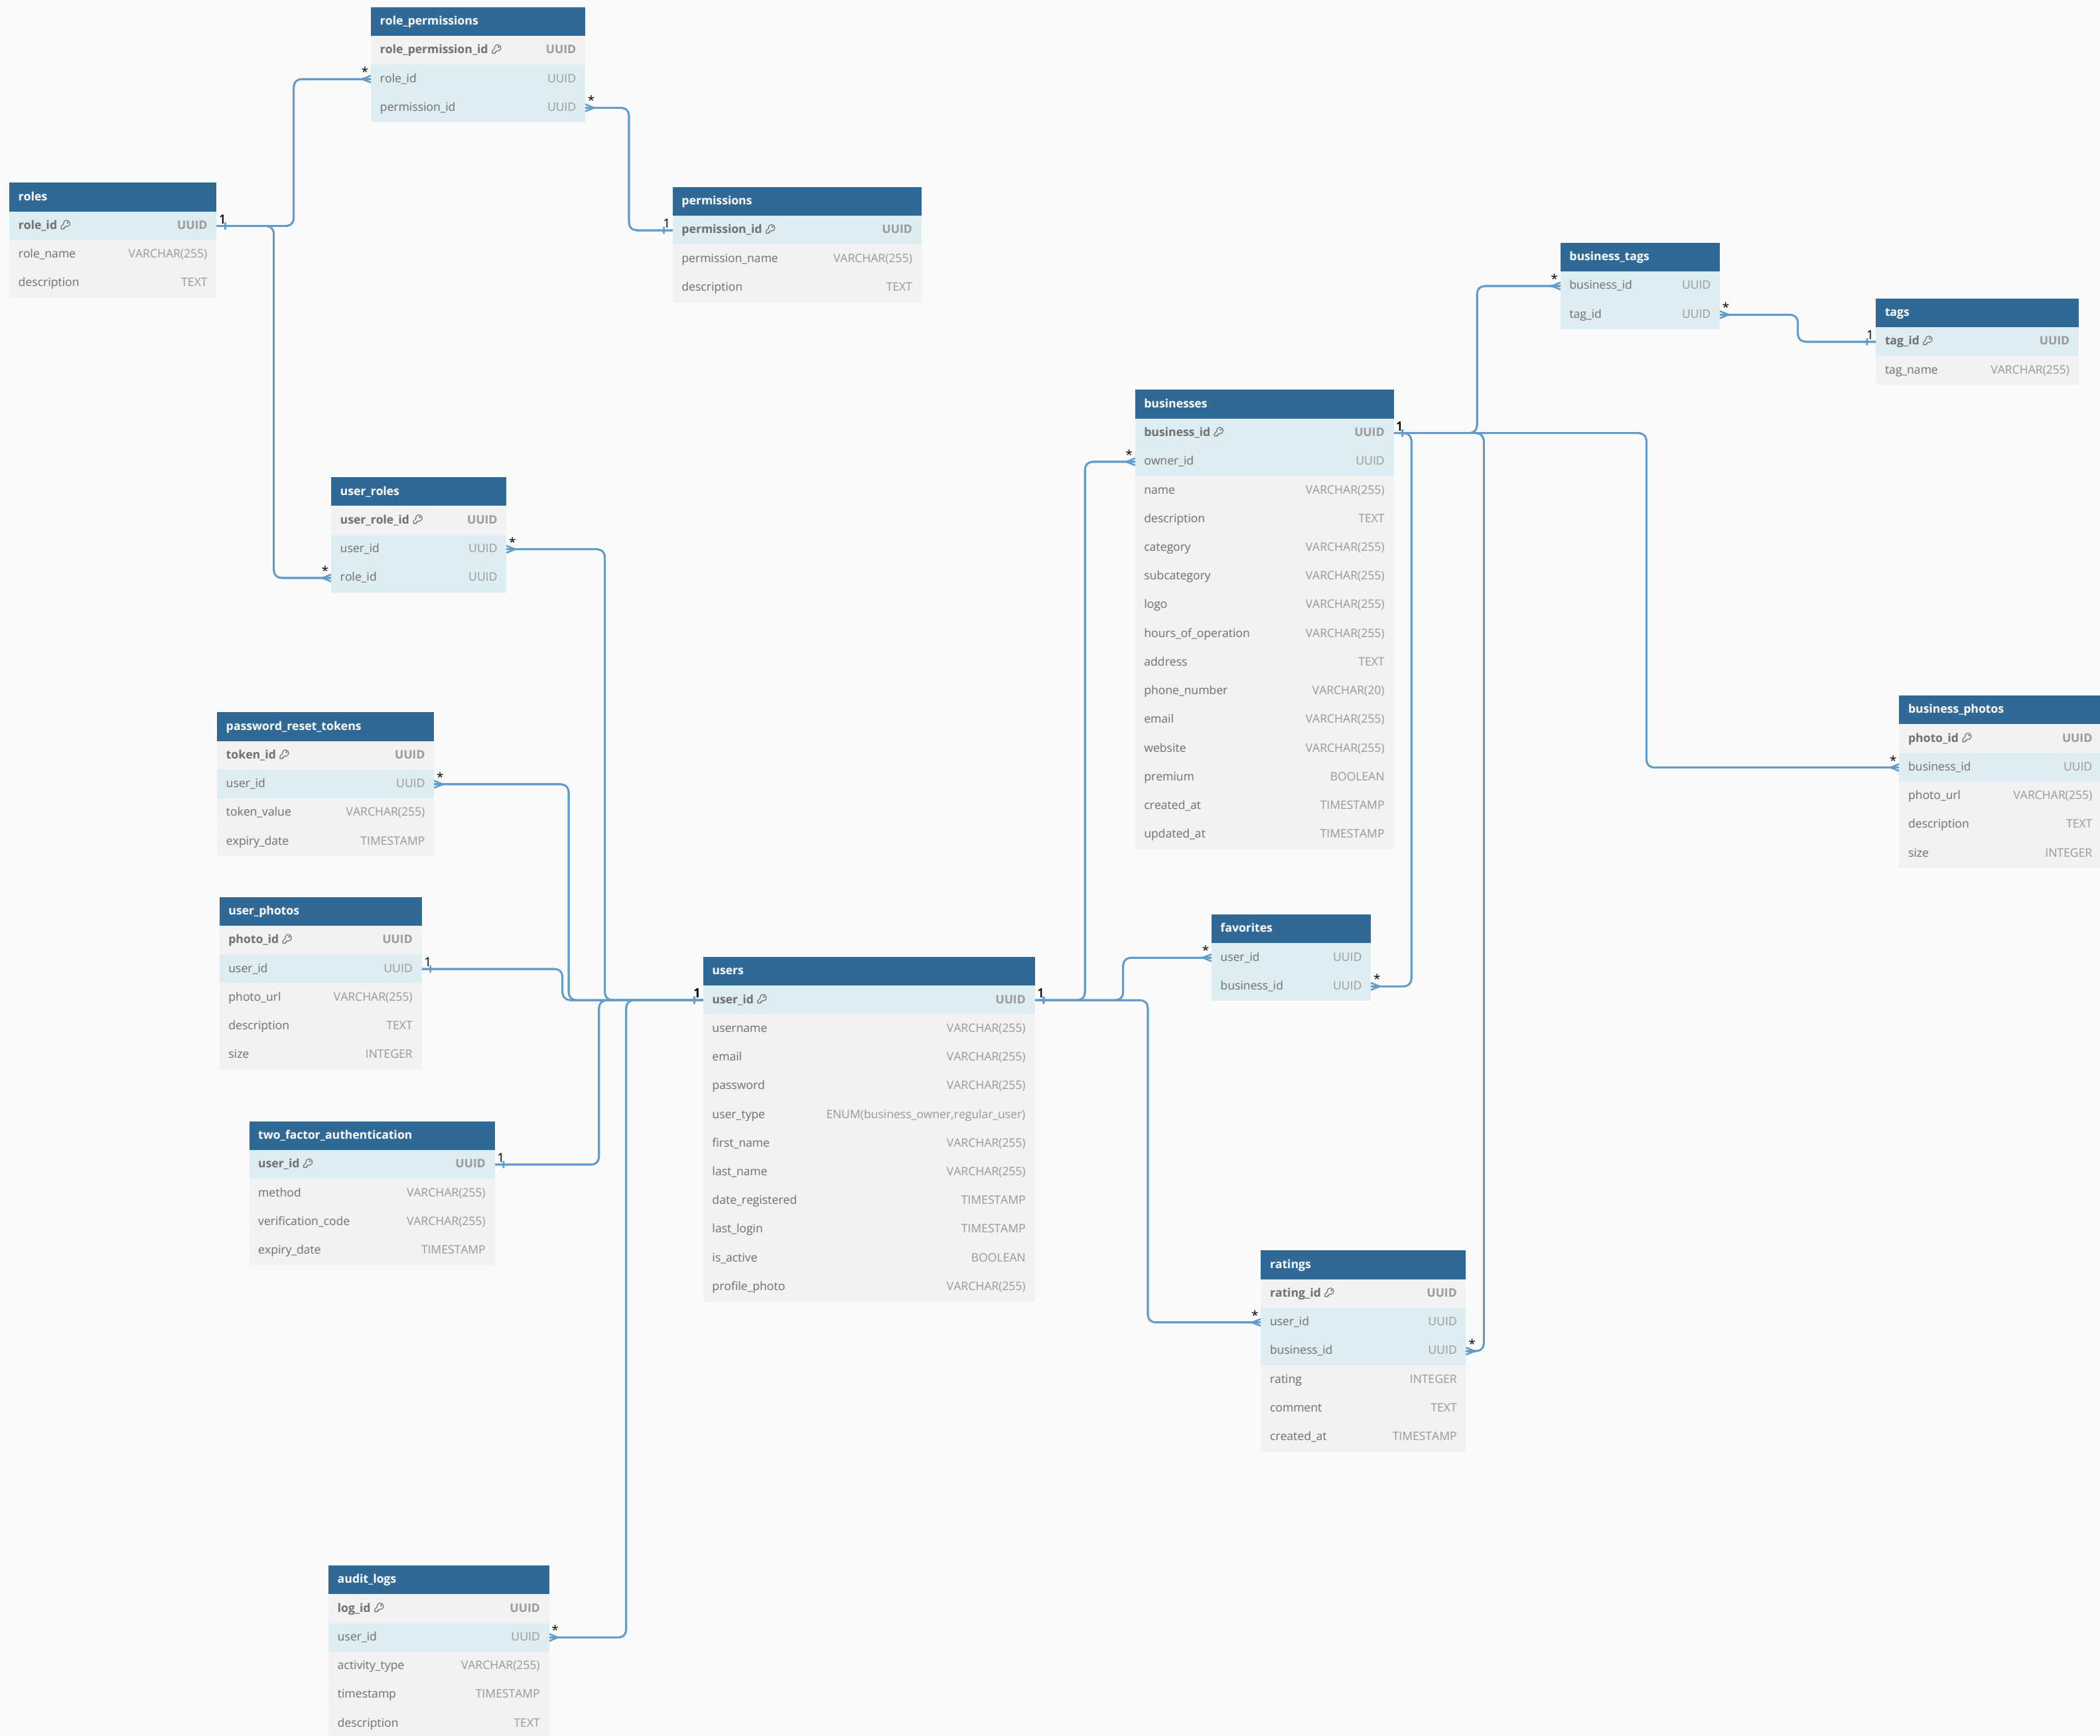 role_permissions
role_permission_id UUID
* role_id UUID
permission_id UUID *
roles
role_id UUID 1
role_name VARCHAR(255)
description TEXT
permissions
1 permission_id UUID
permission_name VARCHAR(255)
description TEXT
business_tags
* business_id UUID
tag_id UUID *
tags
1 tag_id UUID
tag_name VARCHAR(255)
businesses
business_id UUID 1
* owner_id UUID
name VARCHAR(255)
description TEXT
category VARCHAR(255)
subcategory VARCHAR(255)
logo VARCHAR(255)
hours_of_operation VARCHAR(255)
address TEXT
phone_number VARCHAR(20)
email VARCHAR(255)
website VARCHAR(255)
premium BOOLEAN
created_at TIMESTAMP
updated_at TIMESTAMP
user_roles
user_role_id UUID
user_id UUID *
* role_id UUID
password_reset_tokens
token_id UUID
user_id UUID *
token_value VARCHAR(255)
expiry_date TIMESTAMP
business_photos
photo_id UUID
* business_id UUID
photo_url VARCHAR(255)
description TEXT
size INTEGER
user_photos
photo_id UUID
user_id UUID 1
photo_url VARCHAR(255)
description TEXT
size INTEGER
favorites
* user_id UUID
business_id UUID *
users
1 user_id UUID 1
username VARCHAR(255)
email VARCHAR(255)
password VARCHAR(255)
user_type ENUM(business_owner,regular_user)
first_name VARCHAR(255)
last_name VARCHAR(255)
date_registered TIMESTAMP
last_login TIMESTAMP
is_active BOOLEAN
profile_photo VARCHAR(255)
two_factor_authentication
user_id UUID 1
method VARCHAR(255)
verification_code VARCHAR(255)
expiry_date TIMESTAMP
ratings
rating_id UUID
* user_id UUID
business_id UUID *
rating INTEGER
comment TEXT
created_at TIMESTAMP
audit_logs
log_id UUID
user_id UUID *
activity_type VARCHAR(255)
timestamp TIMESTAMP
description TEXT